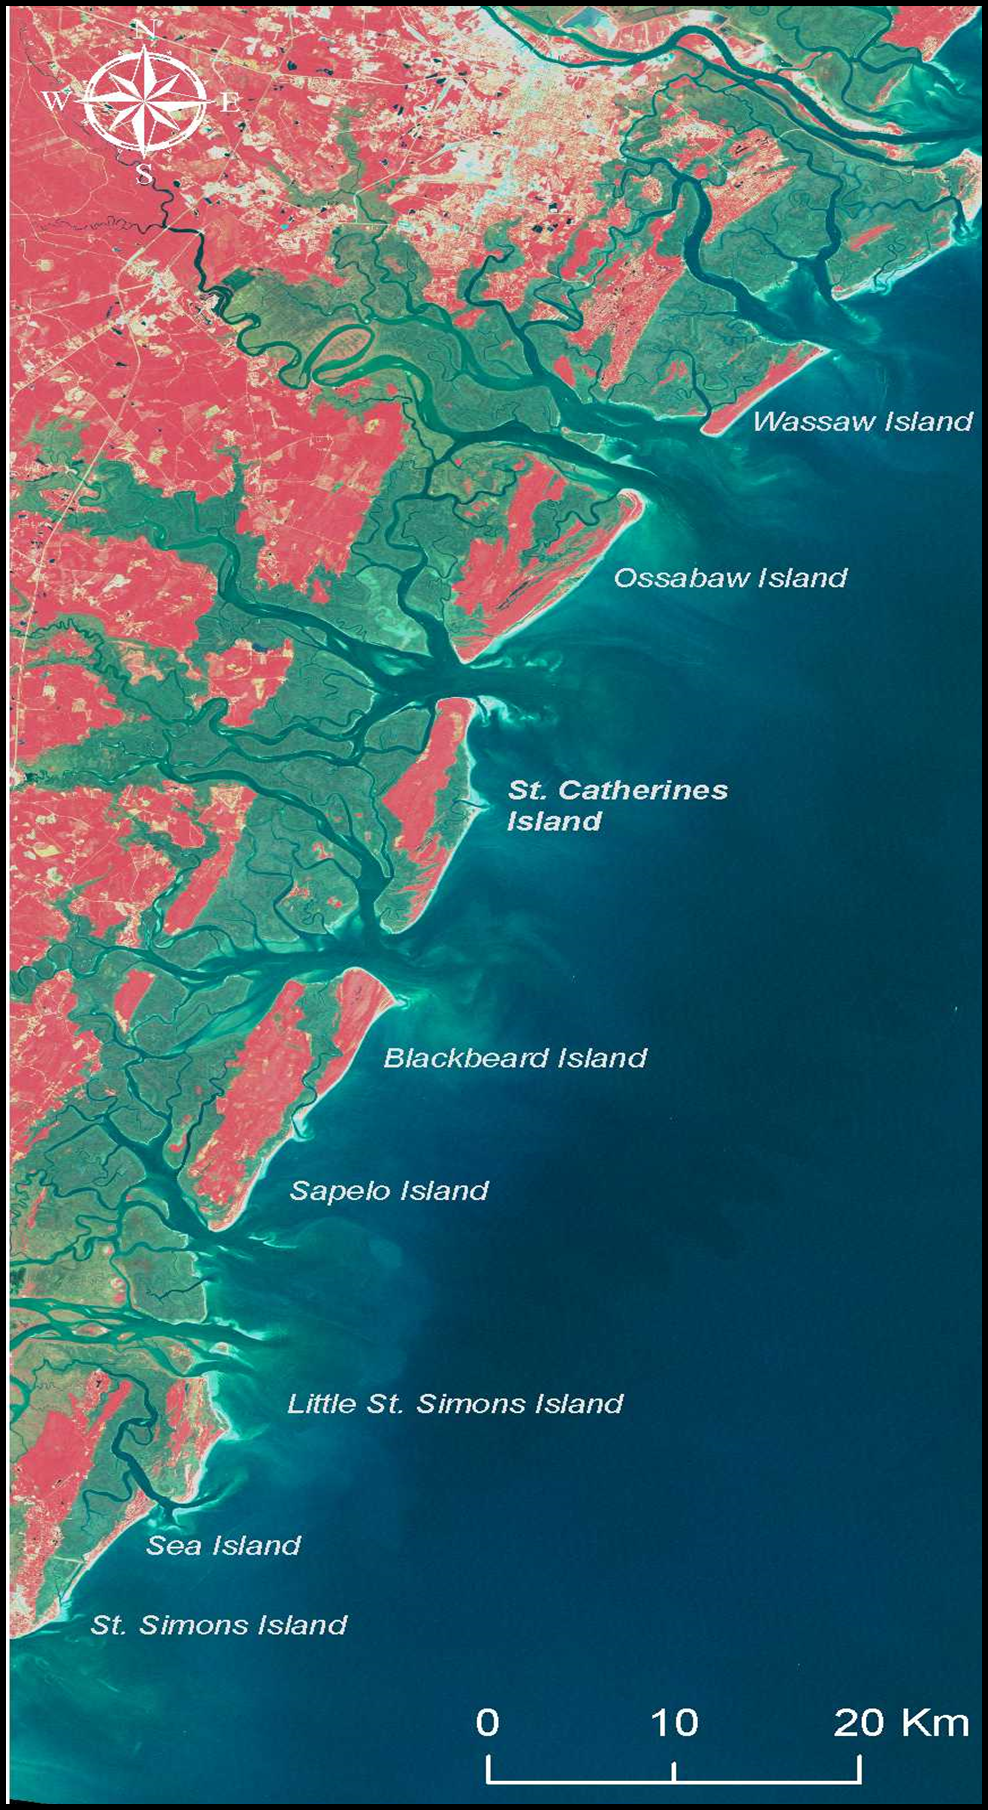 N
W E
S
Wassaw Island
Ossabaw Island
St. Catherines
Island
Blackbeard Island
Sapelo Island
Little St. Simons Island
Sea Island
St. Simons Island
0 10 20 Km